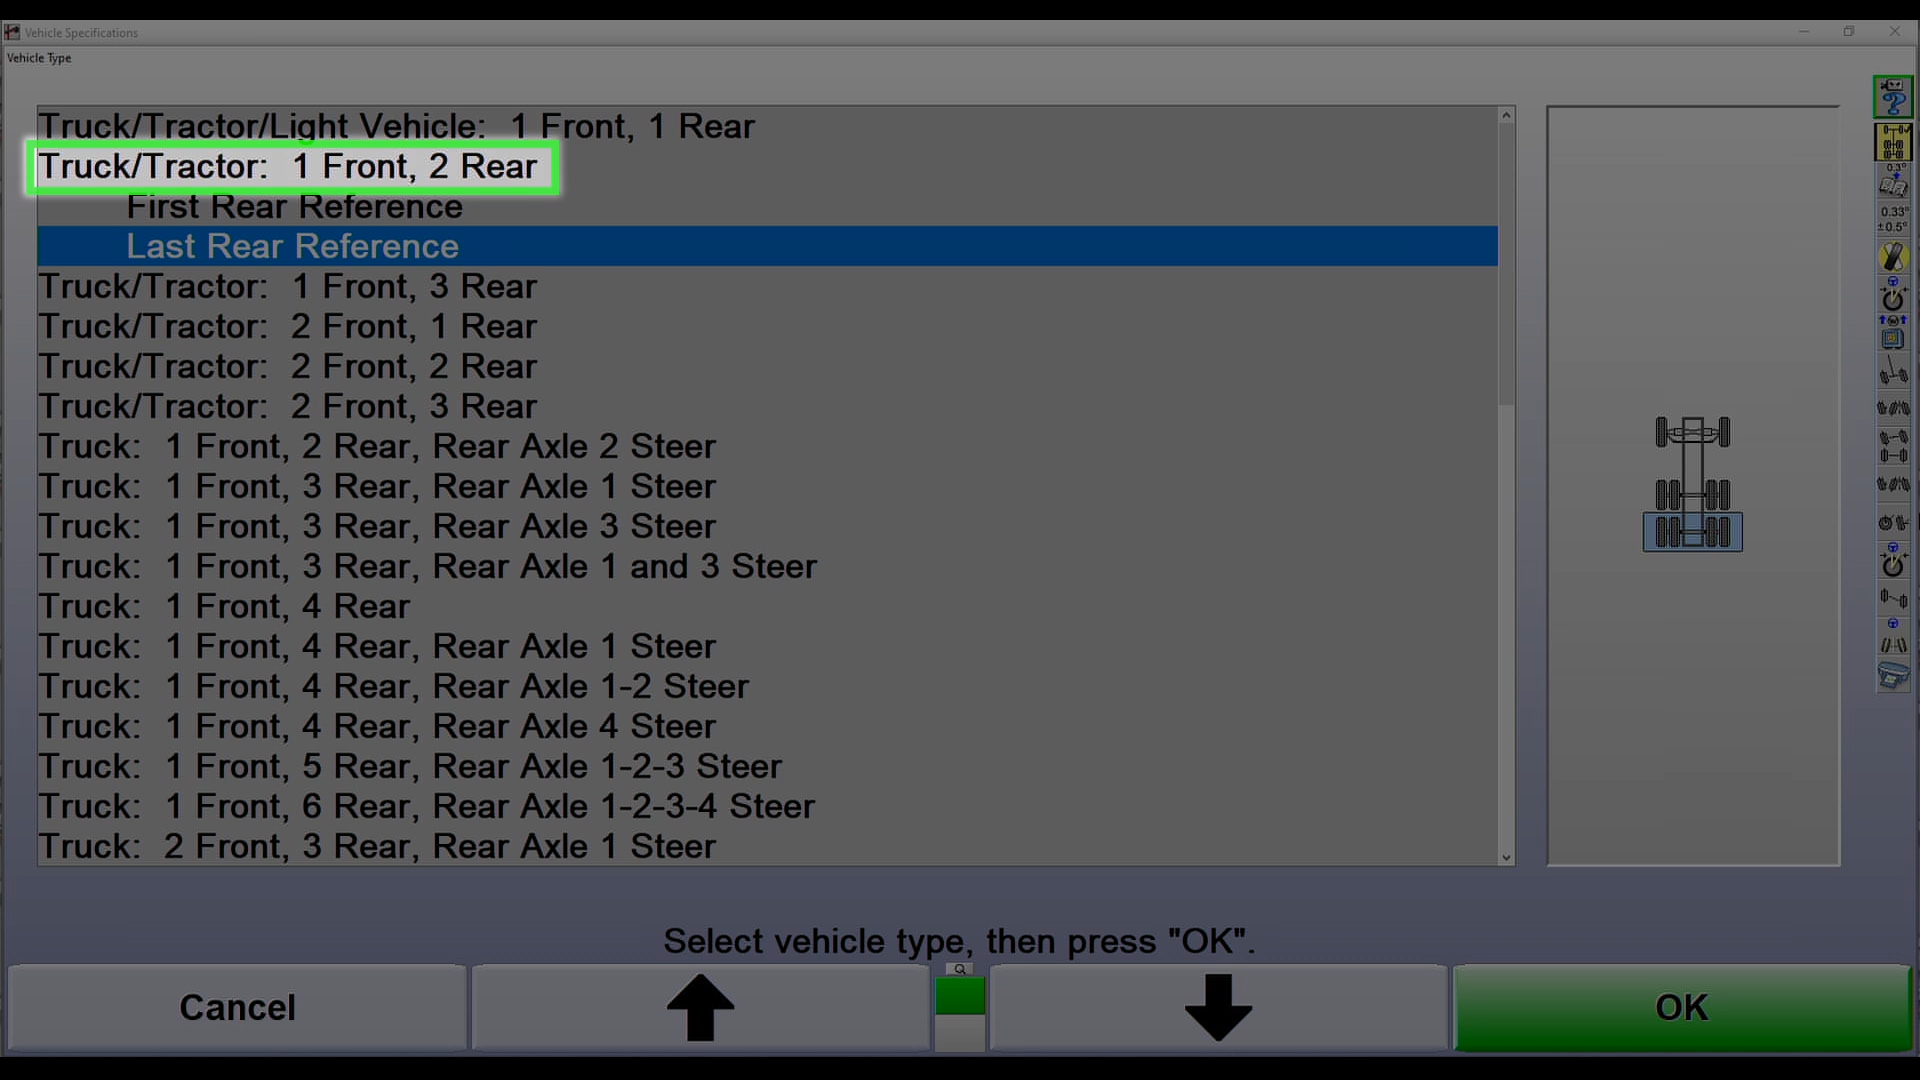 Vehicle Specifications
Vehicle Type
Truck/Tractor/Light Vehicle: 1 Front, 1 Rear
Truck/Tractor: 1 Front, 2 Rear
First Rear Reference
Last Rear Reference
Truck/Tractor: 1 Front, 3 Rear
Truck/Tractor: 2 Front, 1 Rear
Truck/Tractor: 2 Front, 2 Rear
Truck/Tractor: 2 Front, 3 Rear
Truck: 1 Front, 2 Rear, Rear Axle 2 Steer
Truck: 1 Front, 3 Rear, Rear Axle 1 Steer
Truck: 1 Front, 3 Rear, Rear Axle 3 Steer
Truck: 1 Front, 3 Rear, Rear Axle 1 and 3 Steer
Truck: 1 Front, 4 Rear
Truck: 1 Front, 4 Rear, Rear Axle 1 Steer
Truck: 1 Front, 4 Rear, Rear Axle 1-2 Steer
Truck: 1 Front, 4 Rear, Rear Axle 4 Steer
Truck: 1 Front, 5 Rear, Rear Axle 1-2-3 Steer
Truck: 1 Front, 6 Rear, Rear Axle 1-2-3-4 Steer
Truck: 2 Front, 3 Rear, Rear Axle 1 Steer
0.3°
0.33°
±0.5°
Select vehicle type, then press "OK".
Cancel
OK